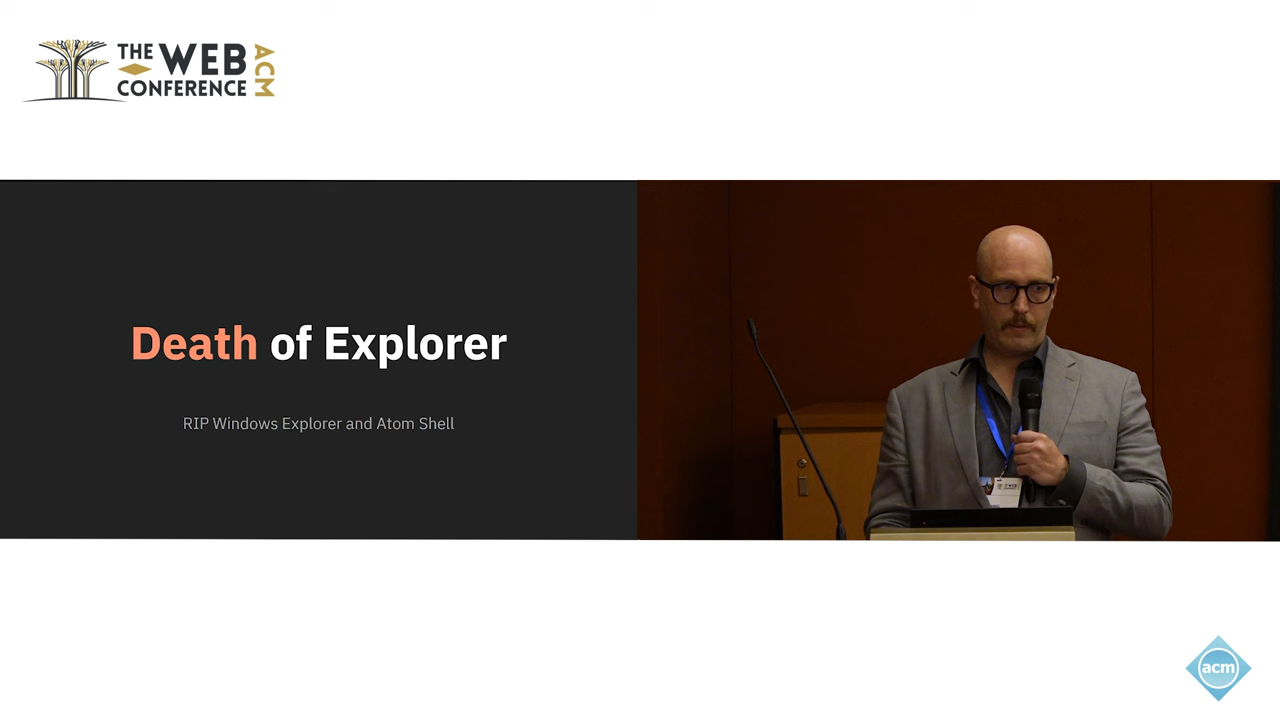 THE WEB
CONFERENCE
ACM
Death of Explorer
RIP Windows Explorer and Atom Shell
acm